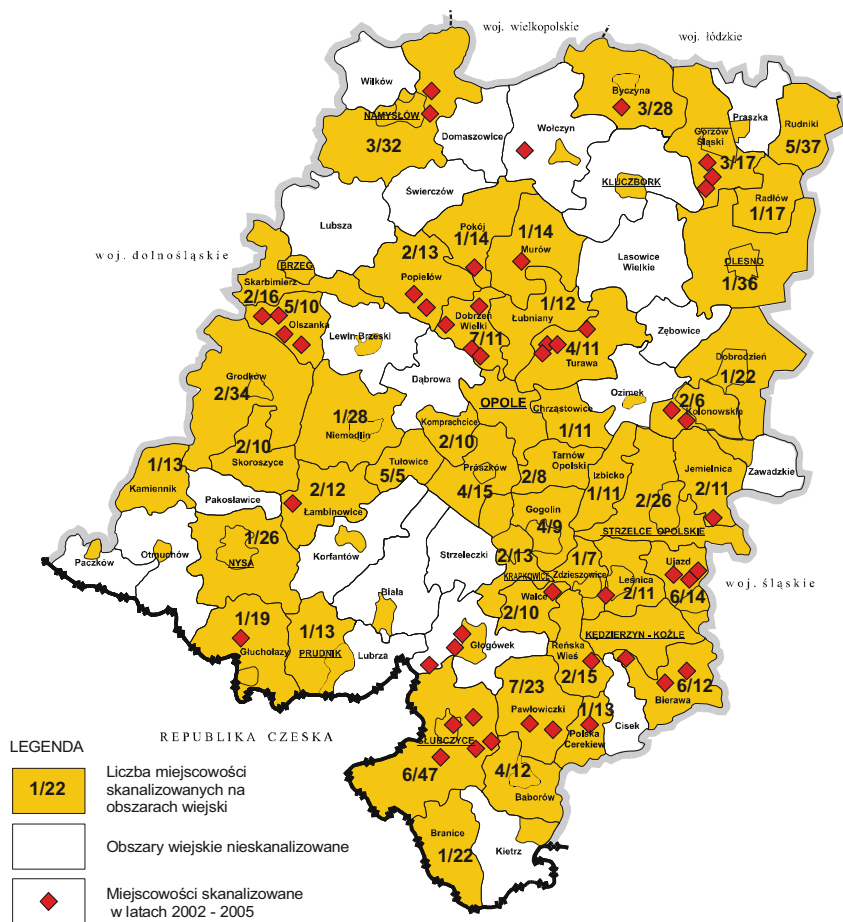 woj. wielkopolskie
woj. łódzkie
Wilków
Byczyna
3/28
NAMYSŁÓW
3/32
Domaszowice
Wołczyn
Gorzów
Śląski
3/17
Praszka
Rudniki
5/37
KLUCZBORK
Świerczów
Radłów
1/17
Lubsza
Pokój
1/14
1/14
Murów
Lasowice
Wielkie
OLESNO
1/36
woj. dolnośląskie
2/13
Popielów
BRZEG
Skarbimierz
2/16
5/10
Olszanka
Lewin-Brzeski
Dobrzeń
Wielki
7/11
1/12
Łubniany
4/11
Turawa
Zębowice
Dobrodzień
1/22
Dąbrowa
Grodków
2/34
OPOLE
Ozimek
2/6
Kolonowskie
1/28
Niemodlin
Komprachcice
2/10
Chrząstowice
1/11
2/10
Skoroszyce
Tułowice
5/5
Prószków
4/15
Tarnów
Opolski
2/8
Izbicko
1/11
Jemielnica
2/11
Zawadzkie
1/13
Kamiennik
Pakosławice
2/12
Łambinowice
2/26
STRZELCE OPOLSKIE
Gogolin
4/9
Paczków
Otmuchów
1/26
NYSA
Korfantów
Strzeleczki
2/13
KRAPKOWICE
1/7
Zdzieszowice
Leśnica
2/11
Ujazd
6/14
woj. śląskie
Biała
Walce
2/10
1/19
Głuchołazy
1/13
PRUDNIK
Lubrza
Głogówek
Reńska
Wieś
2/15
KĘDZIERZYN - KOŹLE
6/12
Bierawa
7/23
Pawłowiczki
1/13
Polska
Cerekiew
Cisek
REPUBLIKA CZESKA
GŁUBCZYCE
6/47
4/12
Baborów
Branice
1/22
Kietrz
LEGENDA
1/22
Liczba miejscowości
skanalizowanych na
obszarach wiejski
Obszary wiejskie nieskanalizowane
Miejscowości skanalizowane
w latach 2002 - 2005